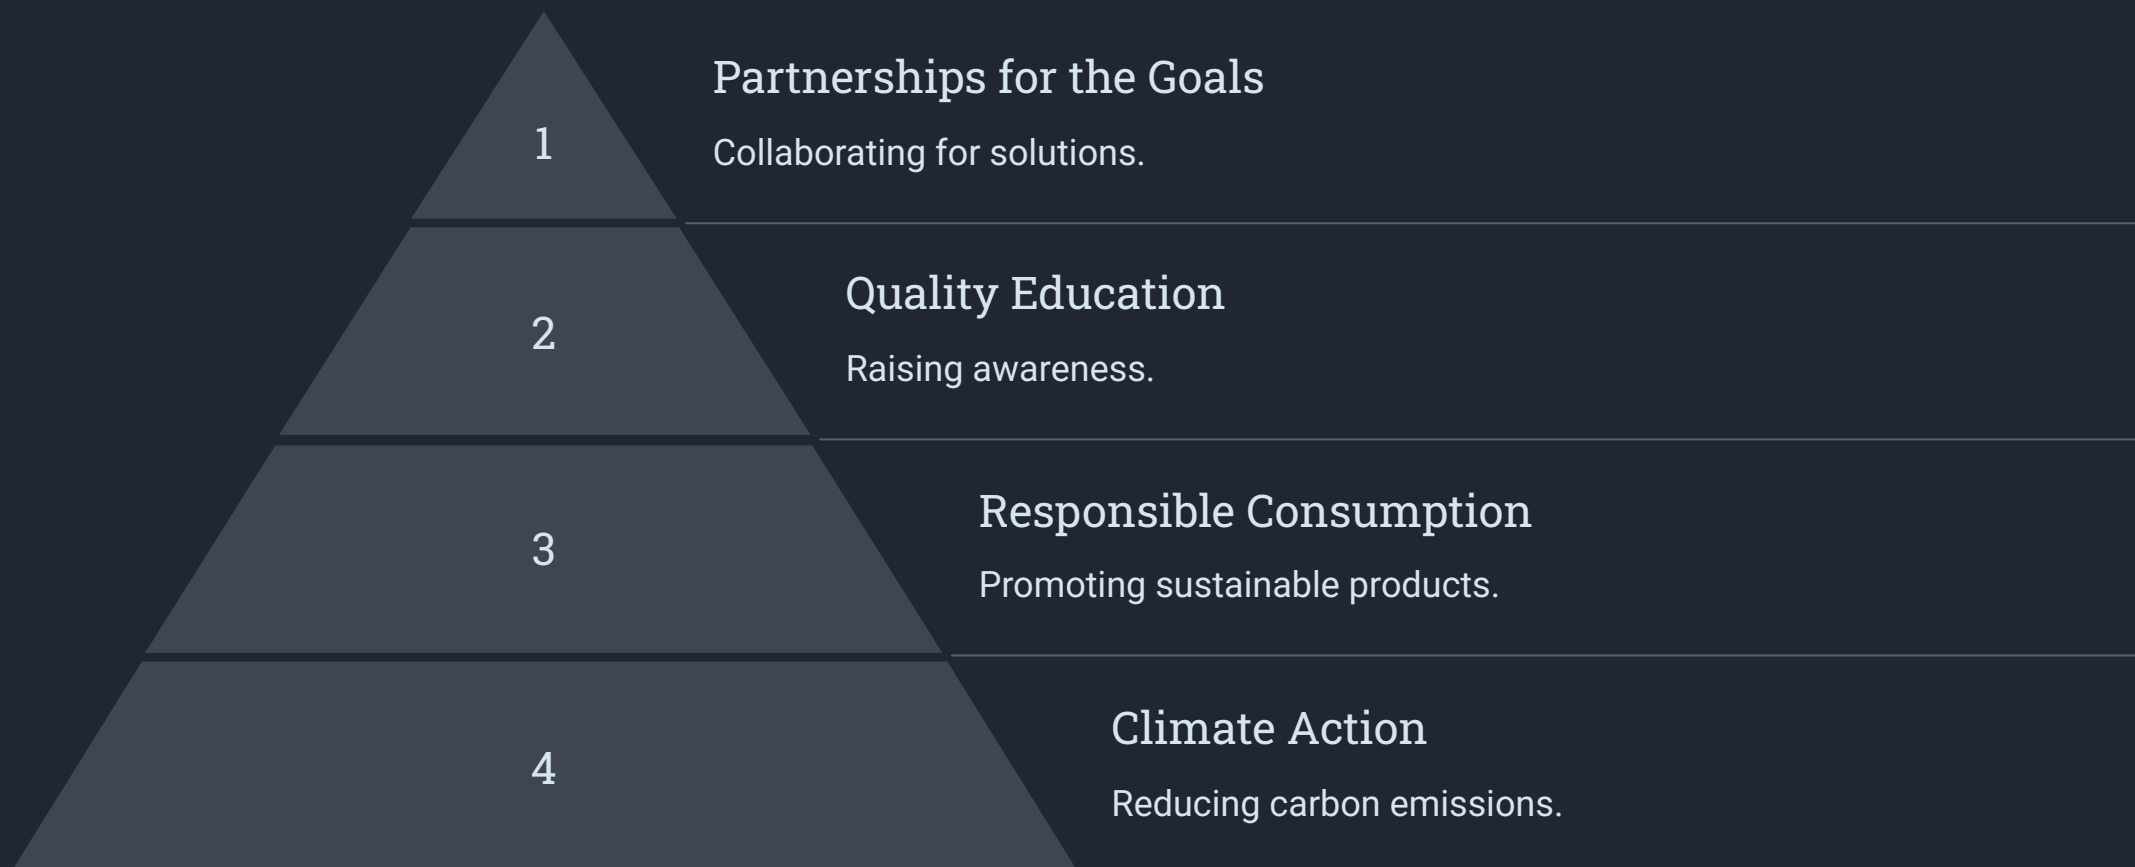 1
Partnerships for the Goals
Collaborating for solutions.
2
Quality Education
Raising awareness.
3
Responsible Consumption
Promoting sustainable products.
4
Climate Action
Reducing carbon emissions.